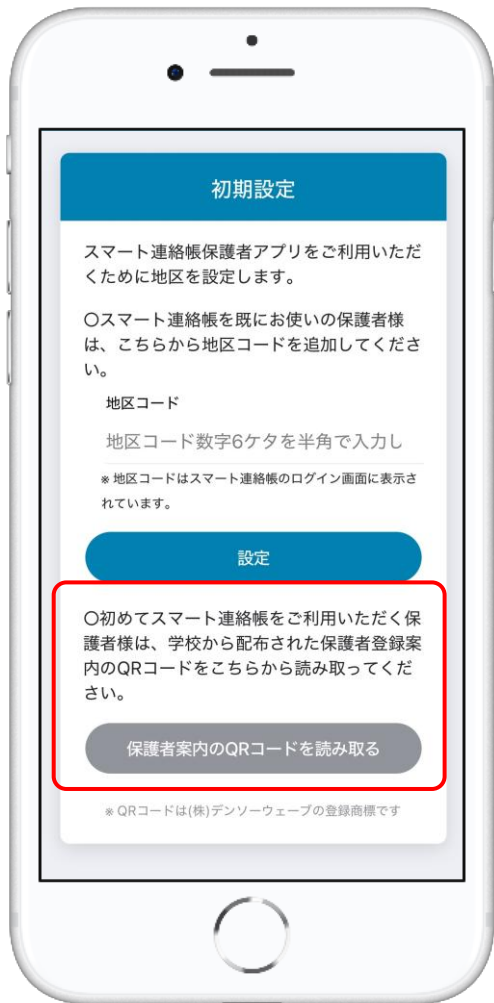 初期設定
スマート連絡帳保護者アプリをご利用いただ
くために地区を設定します。
〇スマート連絡帳を既にお使いの保護者様
は、こちらから地区コードを追加してくださ
い。
地区コード
地区コード数字6ケタを半角で入力し
※ 地区コードはスマート連絡帳のログイン画面に表示さ
れています。
設定
〇初めてスマート連絡帳をご利用いただく保
護者様は、学校から配布された保護者登録案
内のQRコードをこちらから読み取ってくだ
さい。
保護者案内のQRコードを読み取る
※ QRコードは(株)デンソーウェーブの登録商標です